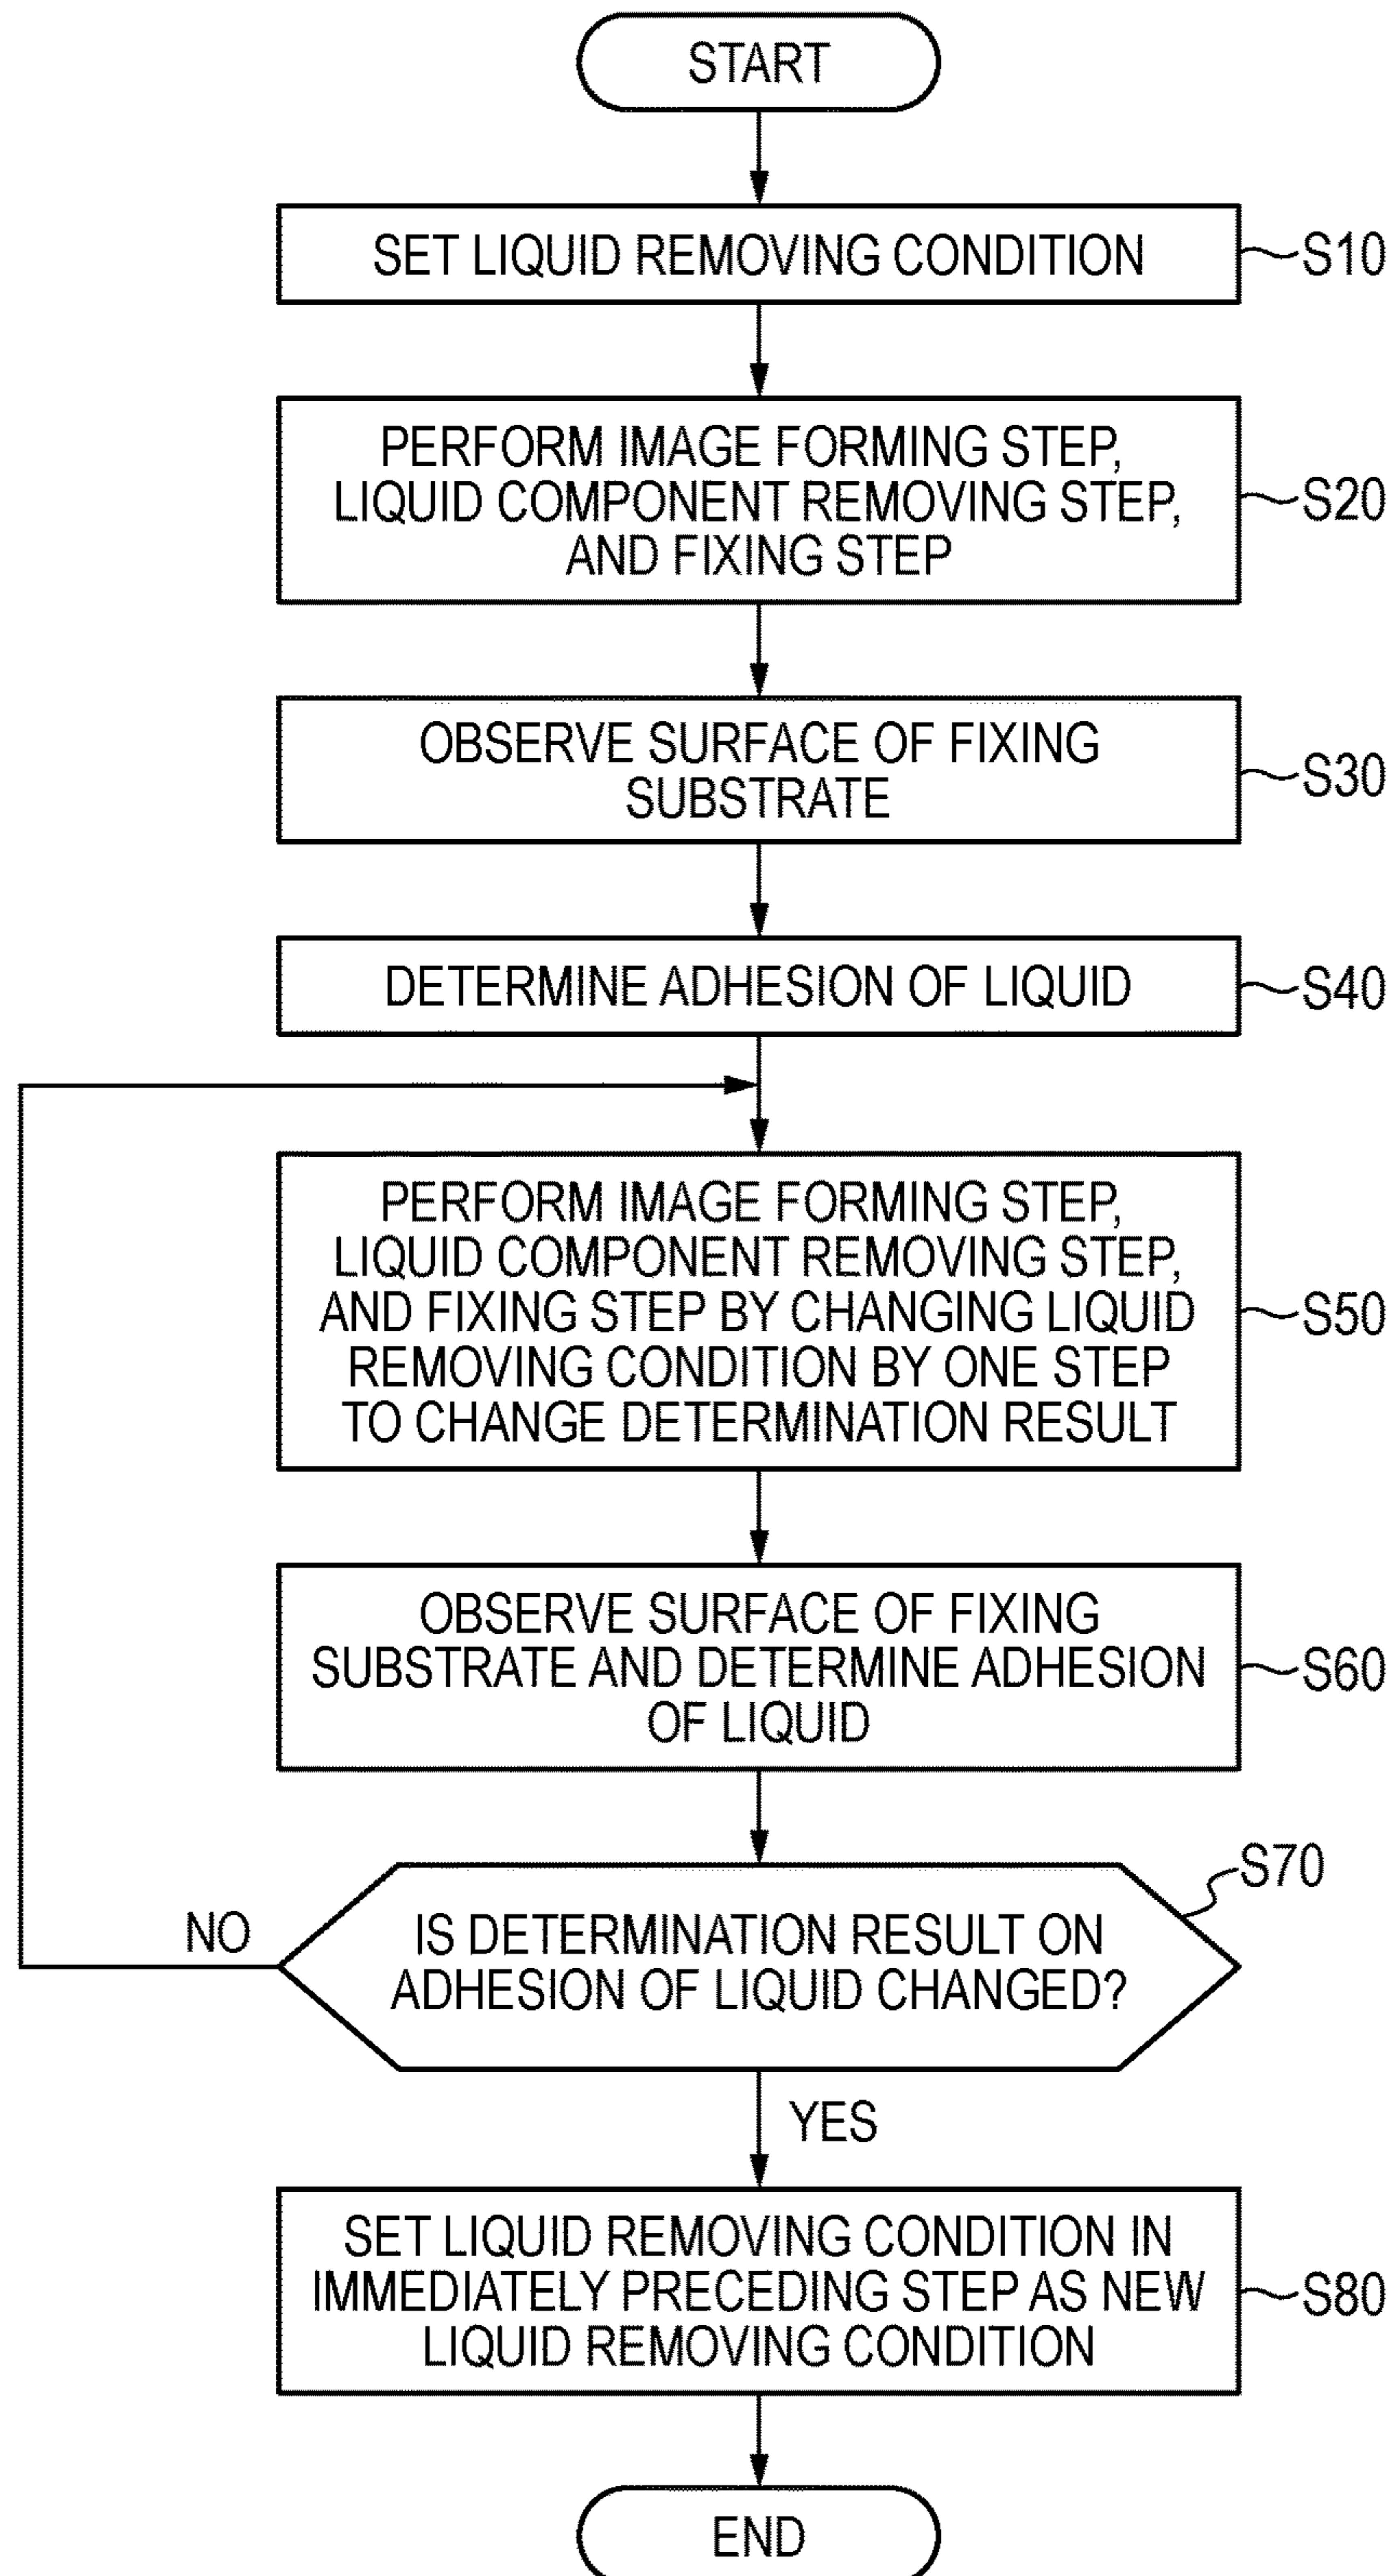 START
SET LIQUID REMOVING CONDITION
S10
PERFORM IMAGE FORMING STEP,
LIQUID COMPONENT REMOVING STEP,
AND FIXING STEP
S20
OBSERVE SURFACE OF FIXING
SUBSTRATE
S30
DETERMINE ADHESION OF LIQUID
S40
PERFORM IMAGE FORMING STEP,
LIQUID COMPONENT REMOVING STEP,
AND FIXING STEP BY CHANGING LIQUID
REMOVING CONDITION BY ONE STEP
TO CHANGE DETERMINATION RESULT
S50
OBSERVE SURFACE OF FIXING
SUBSTRATE AND DETERMINE ADHESION
OF LIQUID
S60
S70
NO
IS DETERMINATION RESULT ON
ADHESION OF LIQUID CHANGED?
YES
SET LIQUID REMOVING CONDITION IN
IMMEDIATELY PRECEDING STEP AS NEW
LIQUID REMOVING CONDITION
S80
END